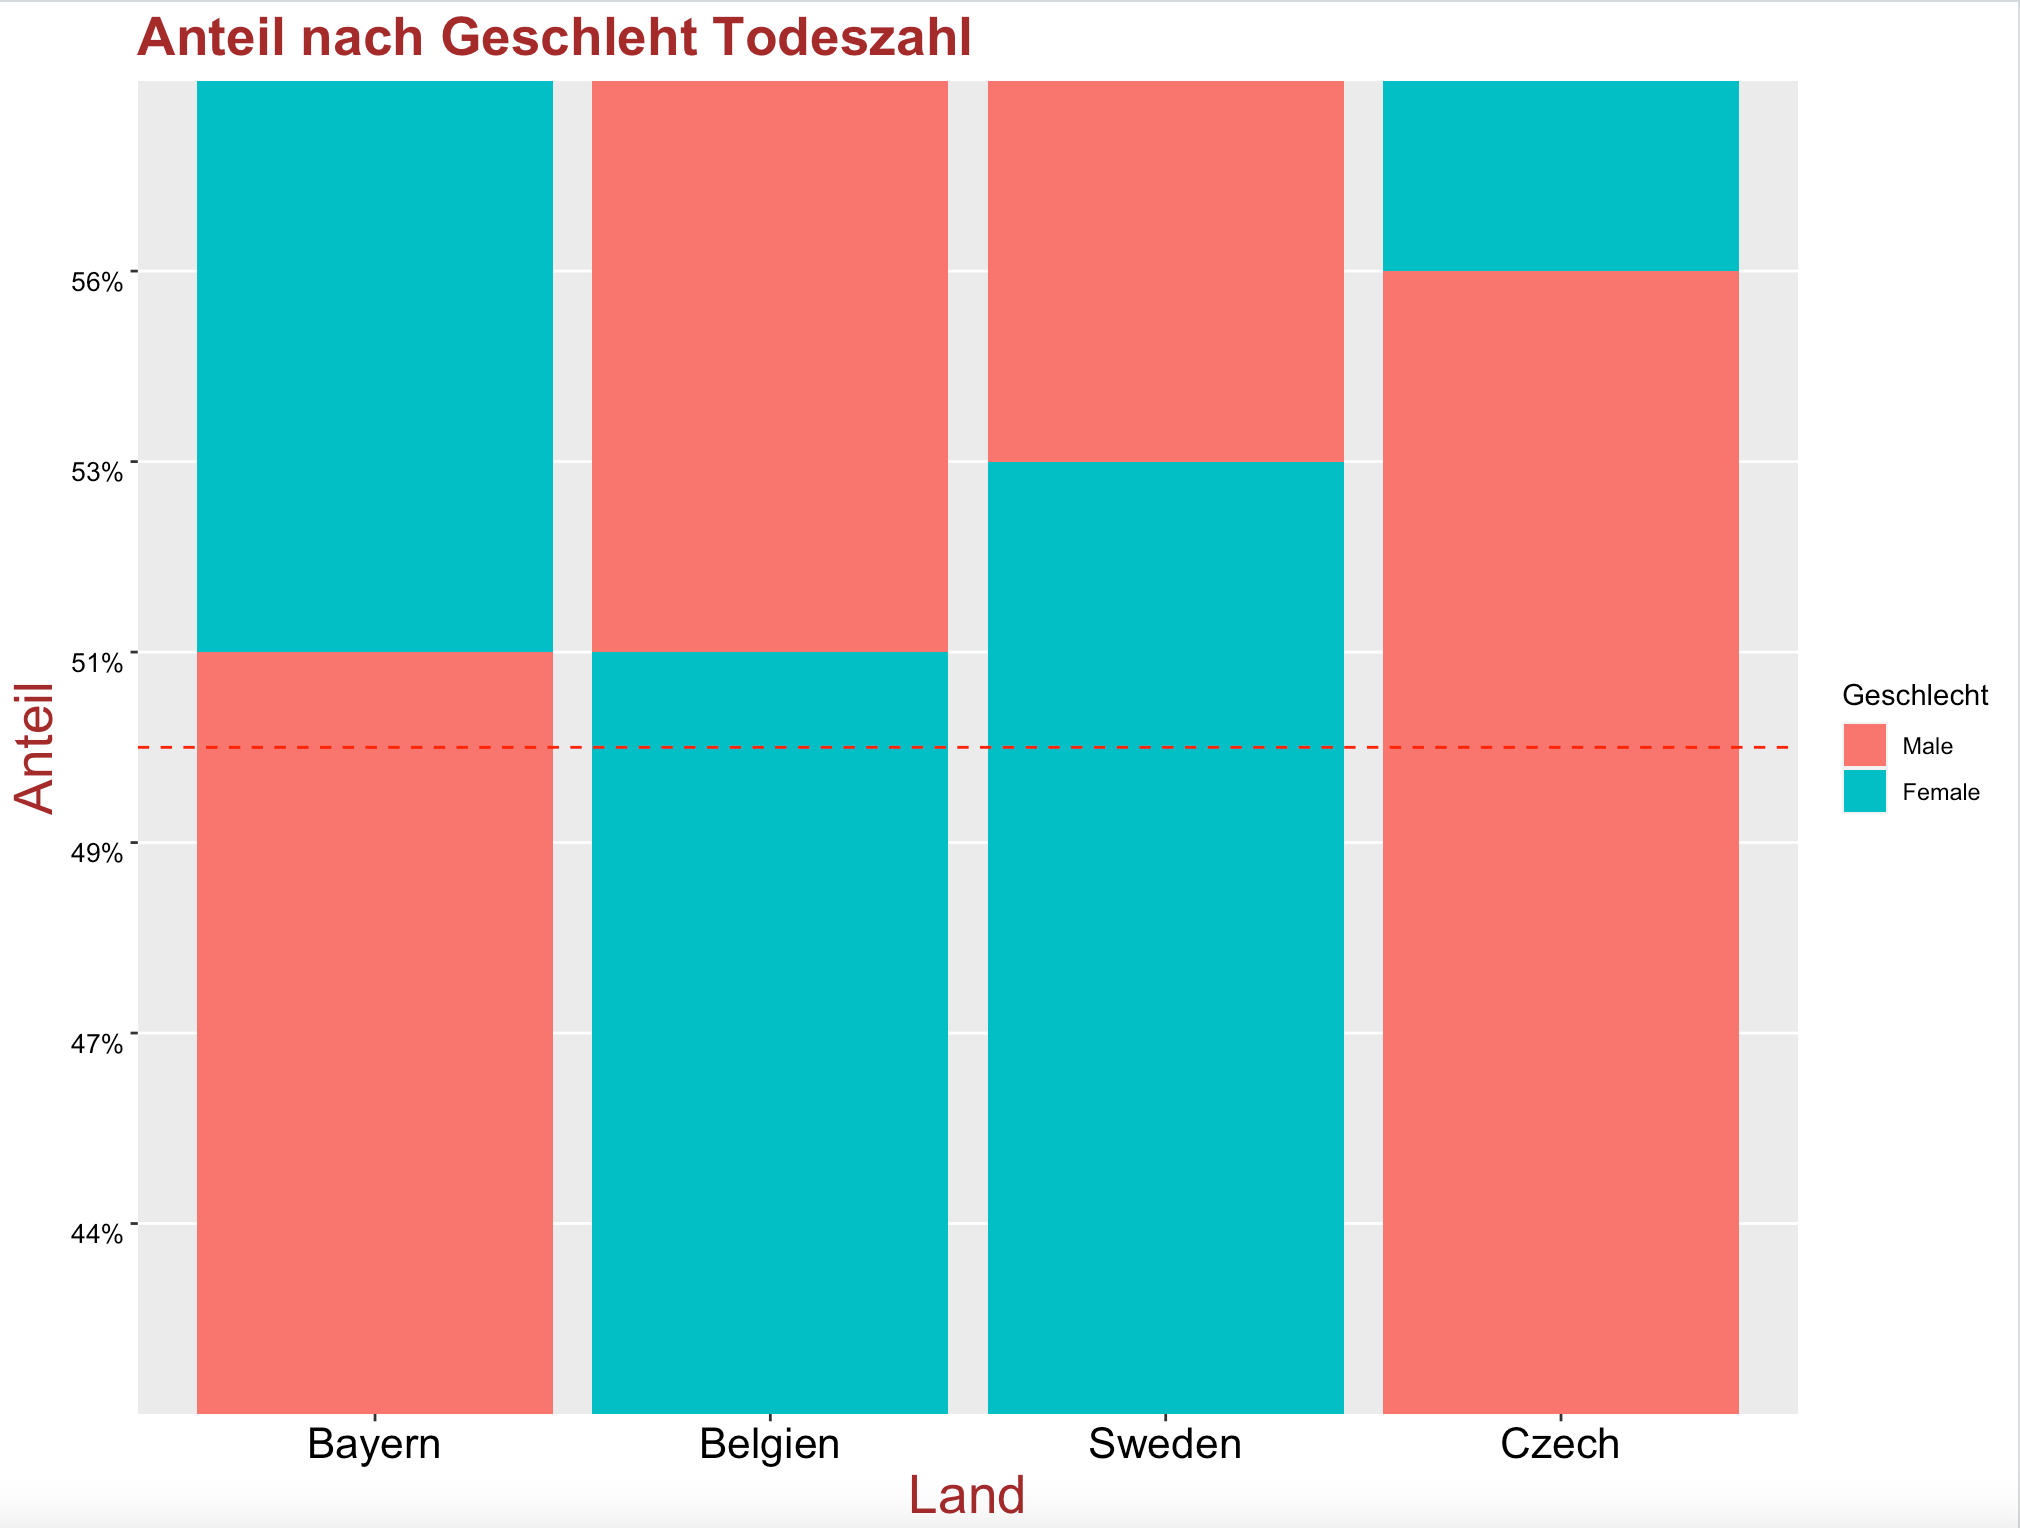 Anteil nach Geschleht Todeszahl
Anteil
56%
53%
51%
49%
47%
44%
Bayern
Belgien
Sweden
Czech
Land
Geschlecht
Male
Female